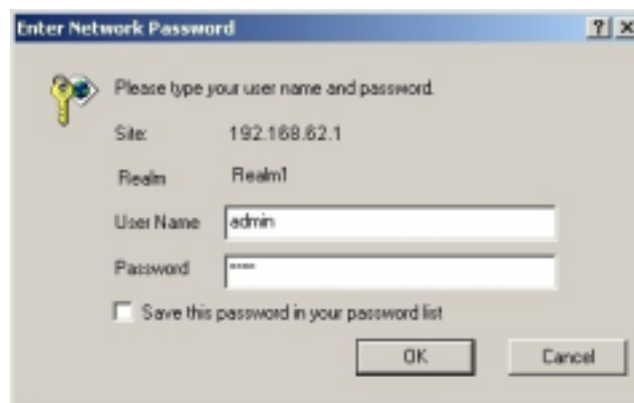 Enter Network Password
Please type your user name and password.
Site: 192.168.62.1
Realm Realm1
User Name admin
Password ****
Save this password in your password list
OK Cancel